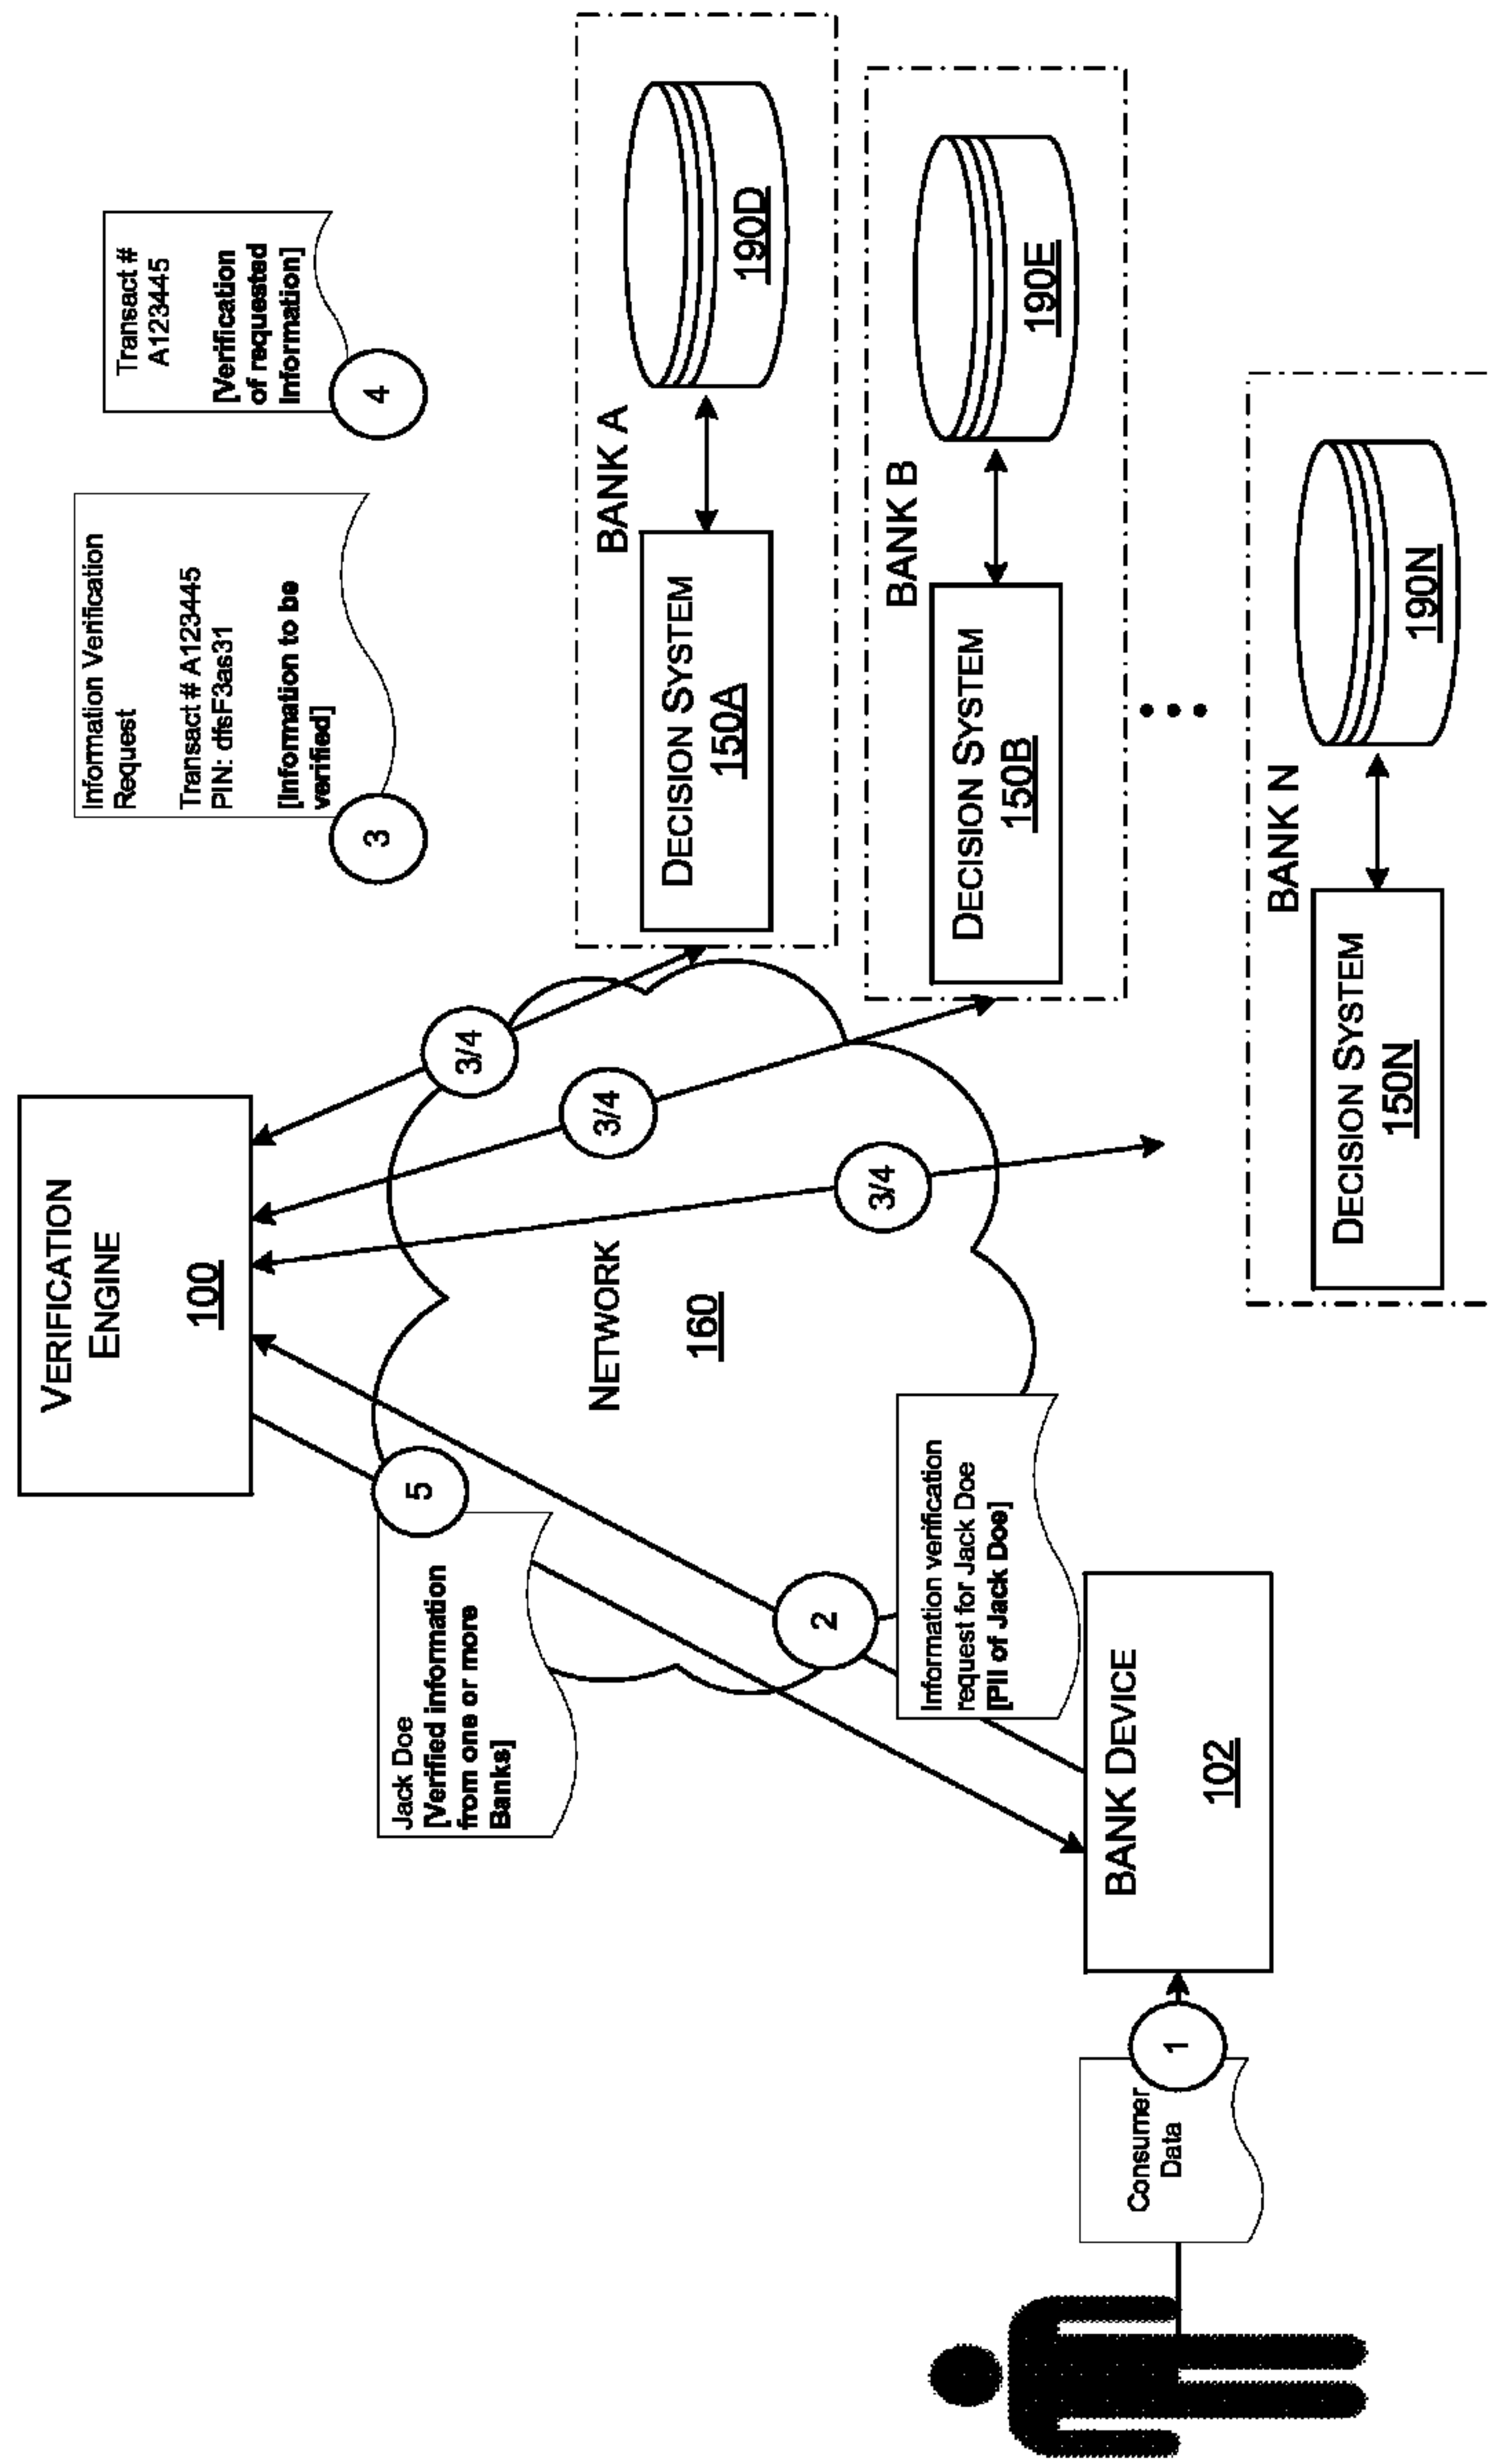 VERIFICATION
ENGINE
100
Information Verification
Request
Transact # A123445
PIN: dfsF3as31
[Information to be
verified]
3
Transact #
A123445
[Verification
of requested
Information]
4
5
Jack Doe
[Verified information
from one or more
Banks]
3/4
3/4
3/4
NETWORK
160
BANK A
DECISION SYSTEM
150A
190D
BANK B
DECISION SYSTEM
150B
190E
2
Information verification
request for Jack Doe
[PII of Jack Doe]
Consumer
Data
1
BANK DEVICE
102
BANK N
DECISION SYSTEM
150N
190N